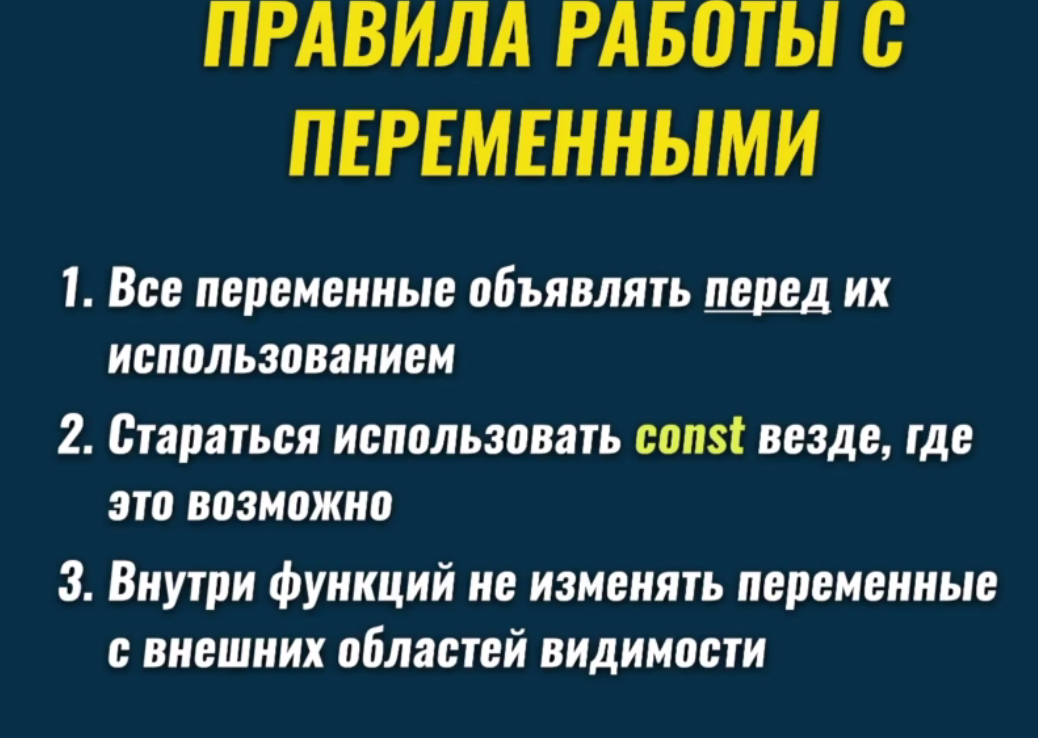 ПРАВИЛА РАБОТЫ С
ПЕРЕМЕННЫМИ
1. Все переменные объявлять перед их
использованием
2. Стараться использовать const везде, где
это возможно
3. Внутри функций не изменять переменные
с внешних областей видимости